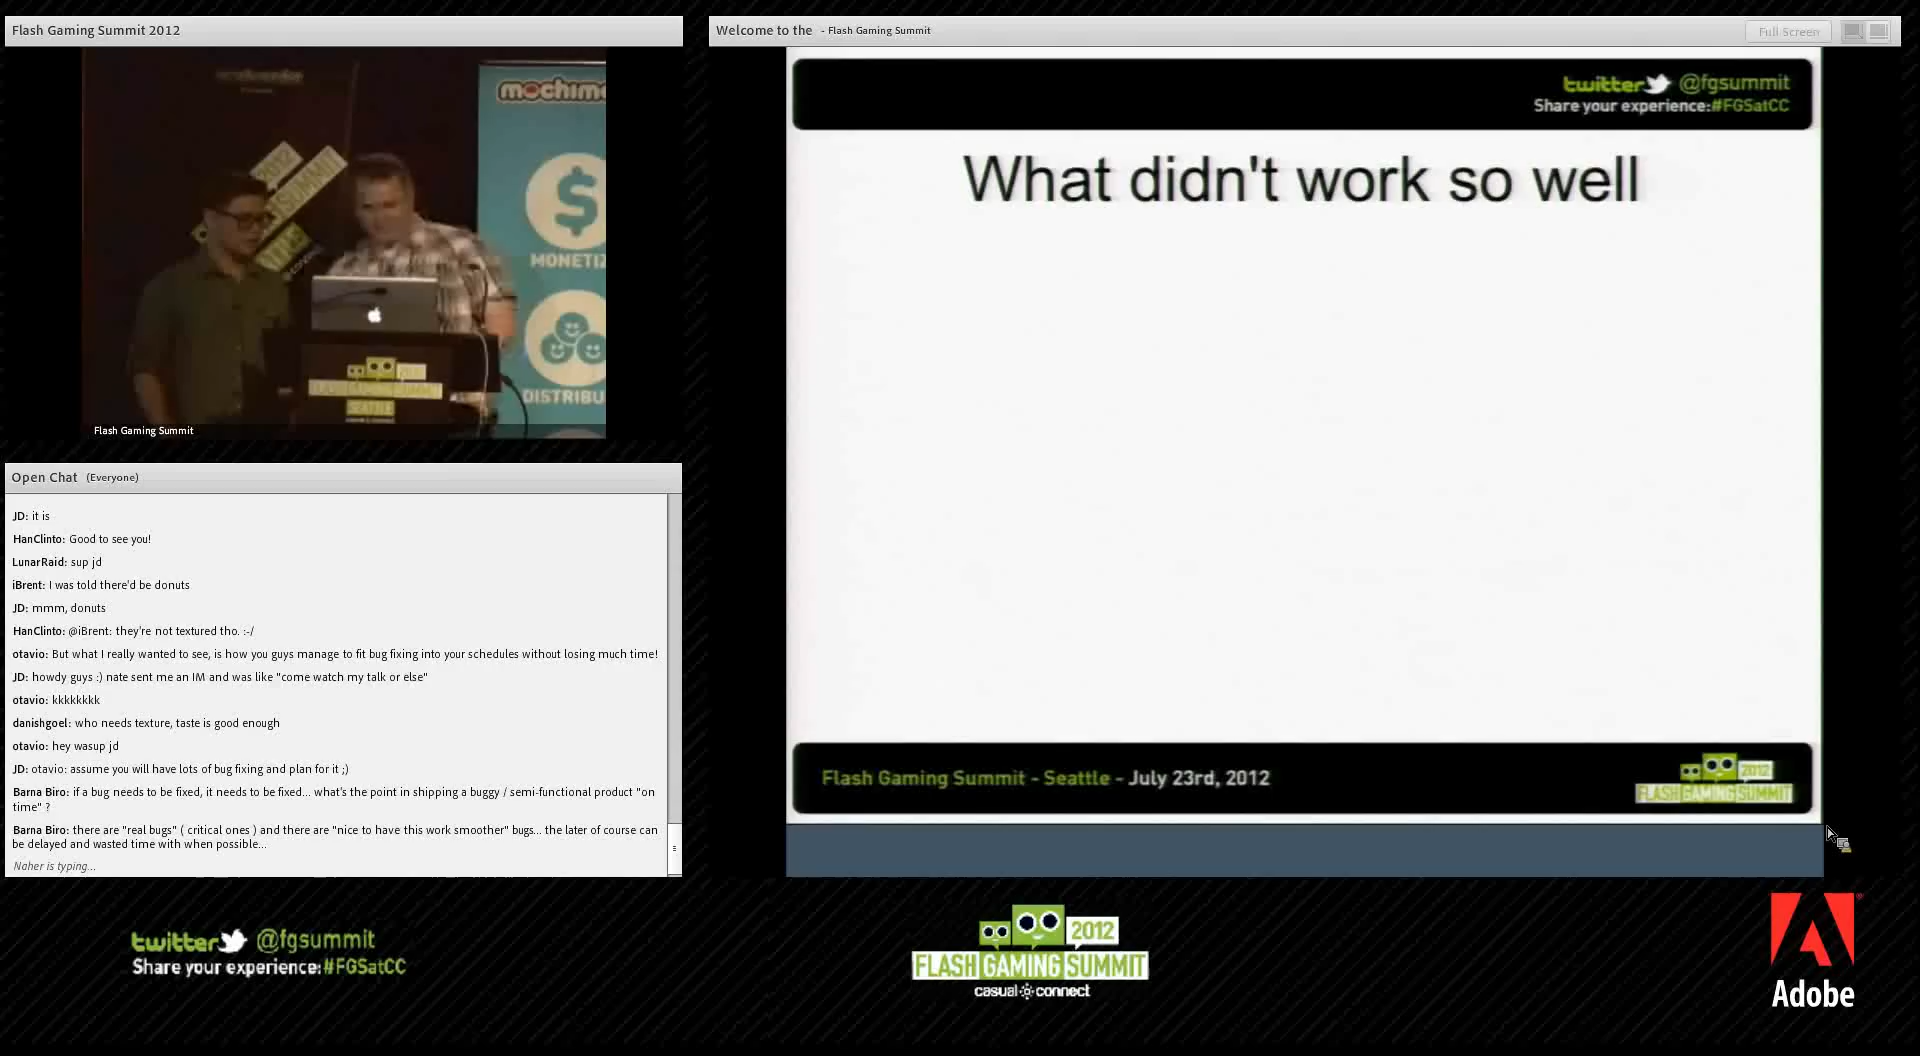 Flash Gaming Summit 2012
mochime
2012
SUMMIT
MONETIZ
DISTRIBU
2012
FLASH GAMING SUMMIT
SEATTLE
Flash Gaming Summit
Open Chat (Everyone)
JD: it is
HanClinto: Good to see you!
LunarRaid: sup jd
iBrent: I was told there'd be donuts
JD: mmm, donuts
HanClinto: @iBrent: they're not textured tho. :-/
otavio: But what I really wanted to see, is how you guys manage to fit bug fixing into your schedules without losing much time!
JD: howdy guys :) nate sent me an IM and was like "come watch my talk or else"
otavio: kkkkkkkk
danishgoel: who needs texture, taste is good enough
otavio: hey wasup jd
JD: otavio: assume you will have lots of bug fixing and plan for it ;)
Barna Biro: if a bug needs to be fixed, it needs to be fixed... what's the point in shipping a buggy / semi-functional product "on
time" ?
Barna Biro: there are "real bugs" ( critical ones ) and there are "nice to have this work smoother" bugs... the later of course can
be delayed and wasted time with when possible...
Naher is typing...
Welcome to the - Flash Gaming Summit
Full Screen
twitter @fgsummit
Share your experience:#FGSatCC
What didn't work so well
Flash Gaming Summit - Seattle - July 23rd, 2012
2012
FLASH GAMING SUMMIT
twitter @fgsummit
Share your experience:#FGSatCC
2012
FLASH GAMING SUMMIT
casual connect
Adobe